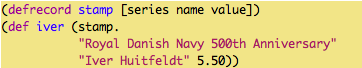 (defrecord stamp [series name value])
(def iver (stamp.
"Royal Danish Navy 500th Anniversary"
"Iver Huitfeldt" 5.50))